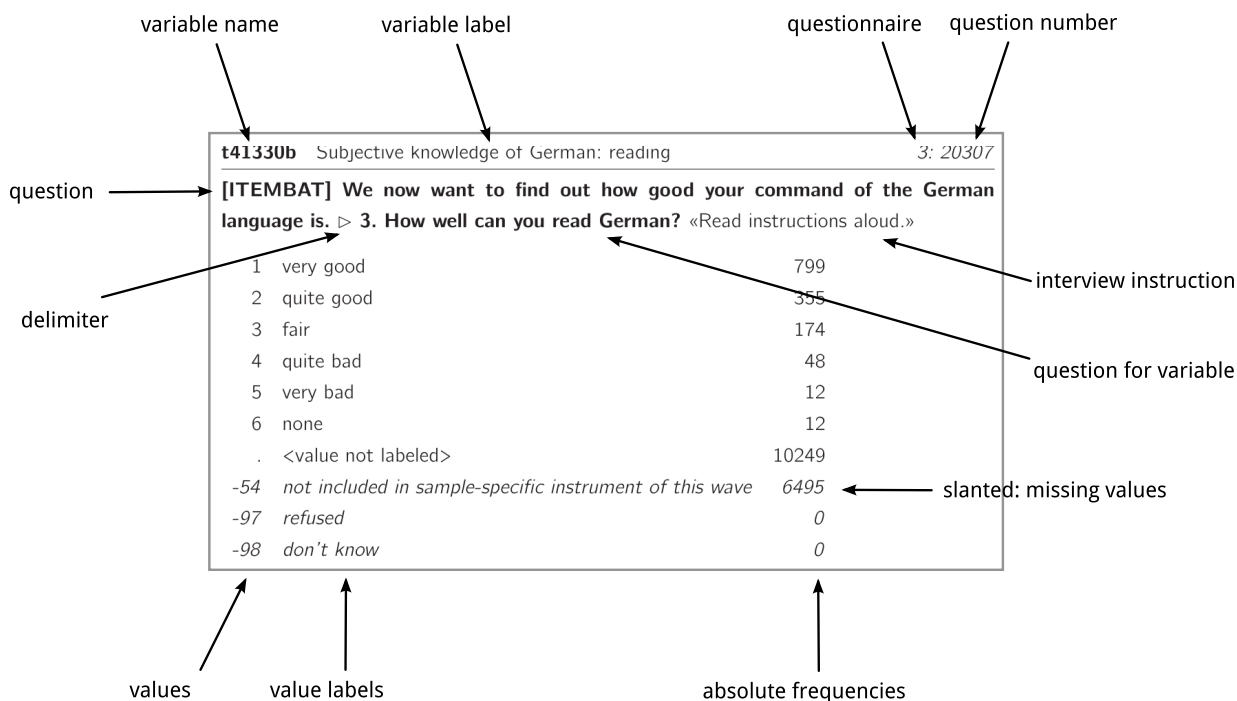 variable name variable label questionnaire question number
t41330b Subjective knowledge of German: reading 3: 20307
question
[ITEMBAT] We now want to find out how good your command of the German
language is. ▷ 3. How well can you read German? «Read instructions aloud.»
1 very good 799
interview instruction
2 quite good 355
delimiter
3 fair 174
4 quite bad 48
question for variable
5 very bad 12
6 none 12
. <value not labeled> 10249
-54 not included in sample-specific instrument of this wave 6495
slanted: missing values
-97 refused 0
-98 don't know 0
values value labels absolute frequencies